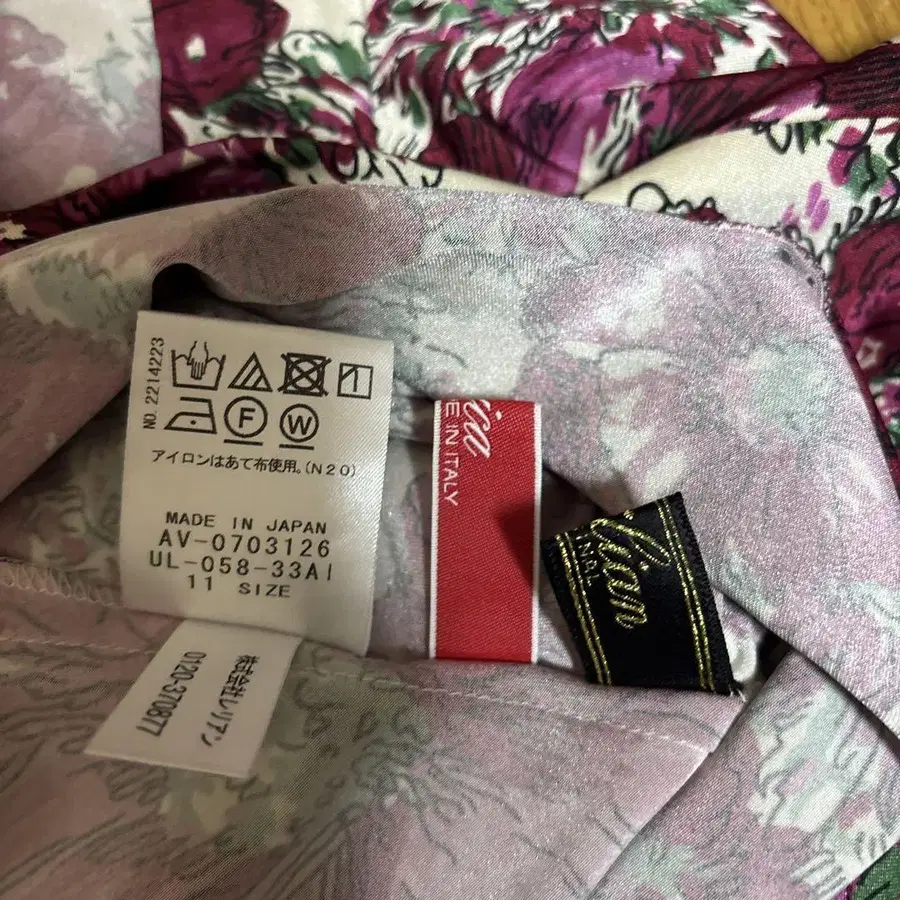 NO. 2214223
F
W
アイロンはあて布使用。(N20)
MADE IN JAPAN
AV-0703126
UL-058-33AI
11 SIZE
株式会社レリアン
0120-370877
E IN ITALY
INRL